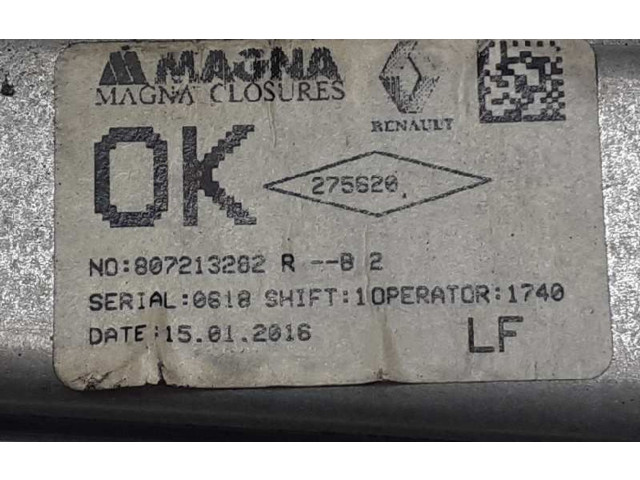 MAGNA
MAGNA CLOSURES
RENAULT
OK
275620
NO:807213282 R --B 2
SERIAL:0618 SHIFT:1OPERATOR:1740
DATE:15.01.2016
LF